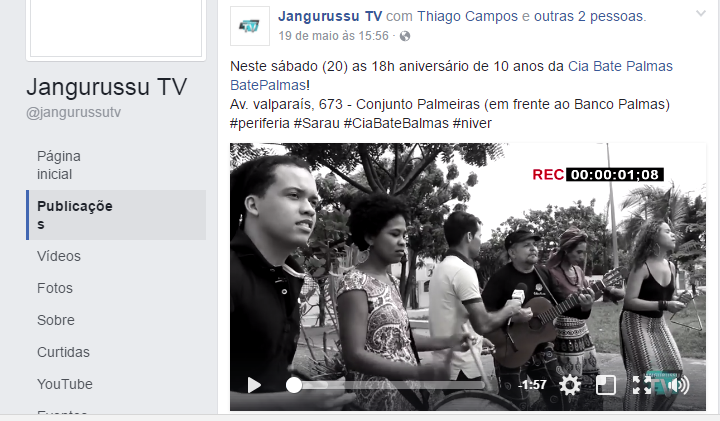 Jangurussu TV
@jangurussutv
Página
inicial
Publicaçõe
s
Vídeos
Fotos
Sobre
Curtidas
YouTube
Eventos
Jangurussu TV com Thiago Campos e outras 2 pessoas.
19 de maio às 15:56 ·
Neste sábado (20) as 18h aniversário de 10 anos da Cia Bate Palmas
BatePalmas!
Av. valparaís, 673 - Conjunto Palmeiras (em frente ao Banco Palmas)
#periferia #Sarau #CiaBateBalmas #niver
REC 00:00:01;08
-1:57